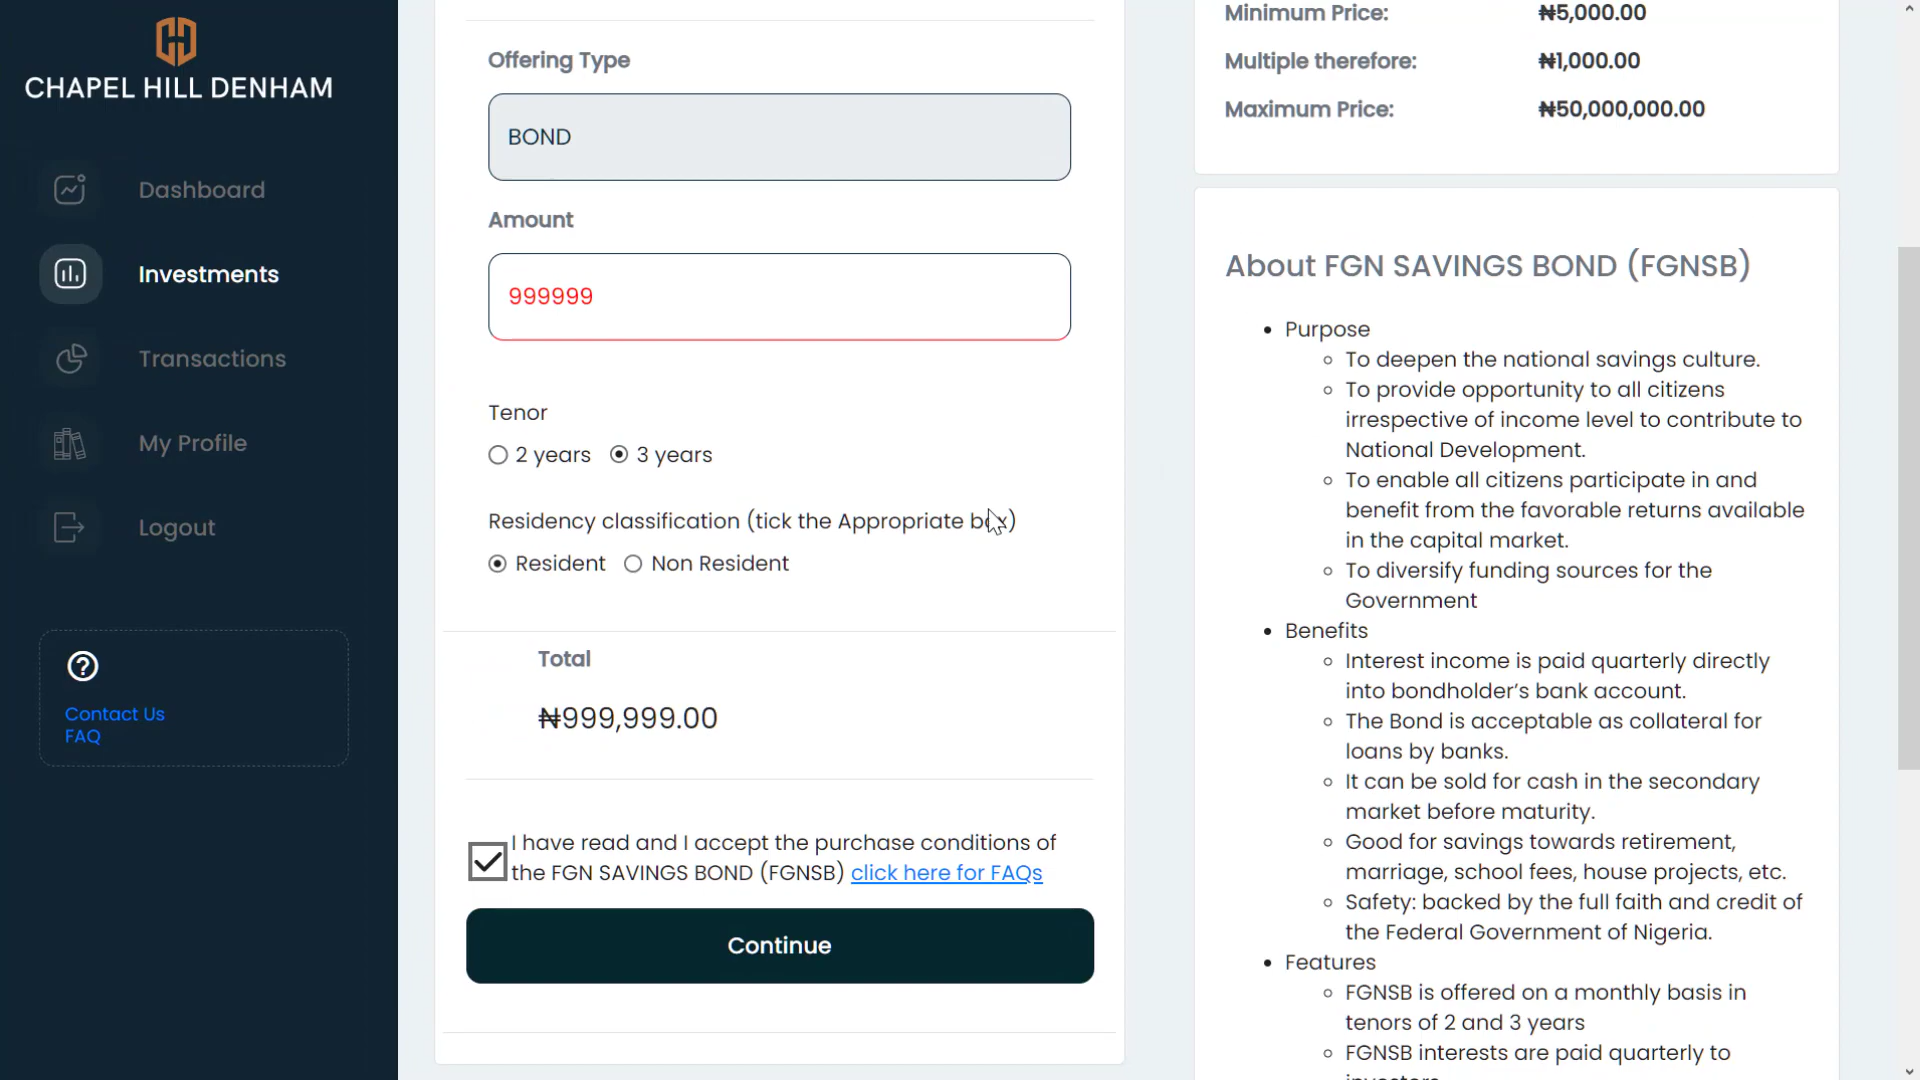 CHAPEL HILL DENHAM
Dashboard
Investments
Transactions
My Profile
Logout
Contact Us
FAQ
Offering Type
BOND
Amount
999999
Tenor
2 years 3 years
Residency classification (tick the Appropriate box)
Resident Non Resident
Total
₦999,999.00
I have read and I accept the purchase conditions of
the FGN SAVINGS BOND (FGNSB) click here for FAQs
Continue
Minimum Price: ₦5,000.00
Multiple therefore: ₦1,000.00
Maximum Price: ₦50,000,000.00
About FGN SAVINGS BOND (FGNSB)
Purpose
To deepen the national savings culture.
To provide opportunity to all citizens
irrespective of income level to contribute to
National Development.
To enable all citizens participate in and
benefit from the favorable returns available
in the capital market.
To diversify funding sources for the
Government
Benefits
Interest income is paid quarterly directly
into bondholder’s bank account.
The Bond is acceptable as collateral for
loans by banks.
It can be sold for cash in the secondary
market before maturity.
Good for savings towards retirement,
marriage, school fees, house projects, etc.
Safety: backed by the full faith and credit of
the Federal Government of Nigeria.
Features
FGNSB is offered on a monthly basis in
tenors of 2 and 3 years
FGNSB interests are paid quarterly to